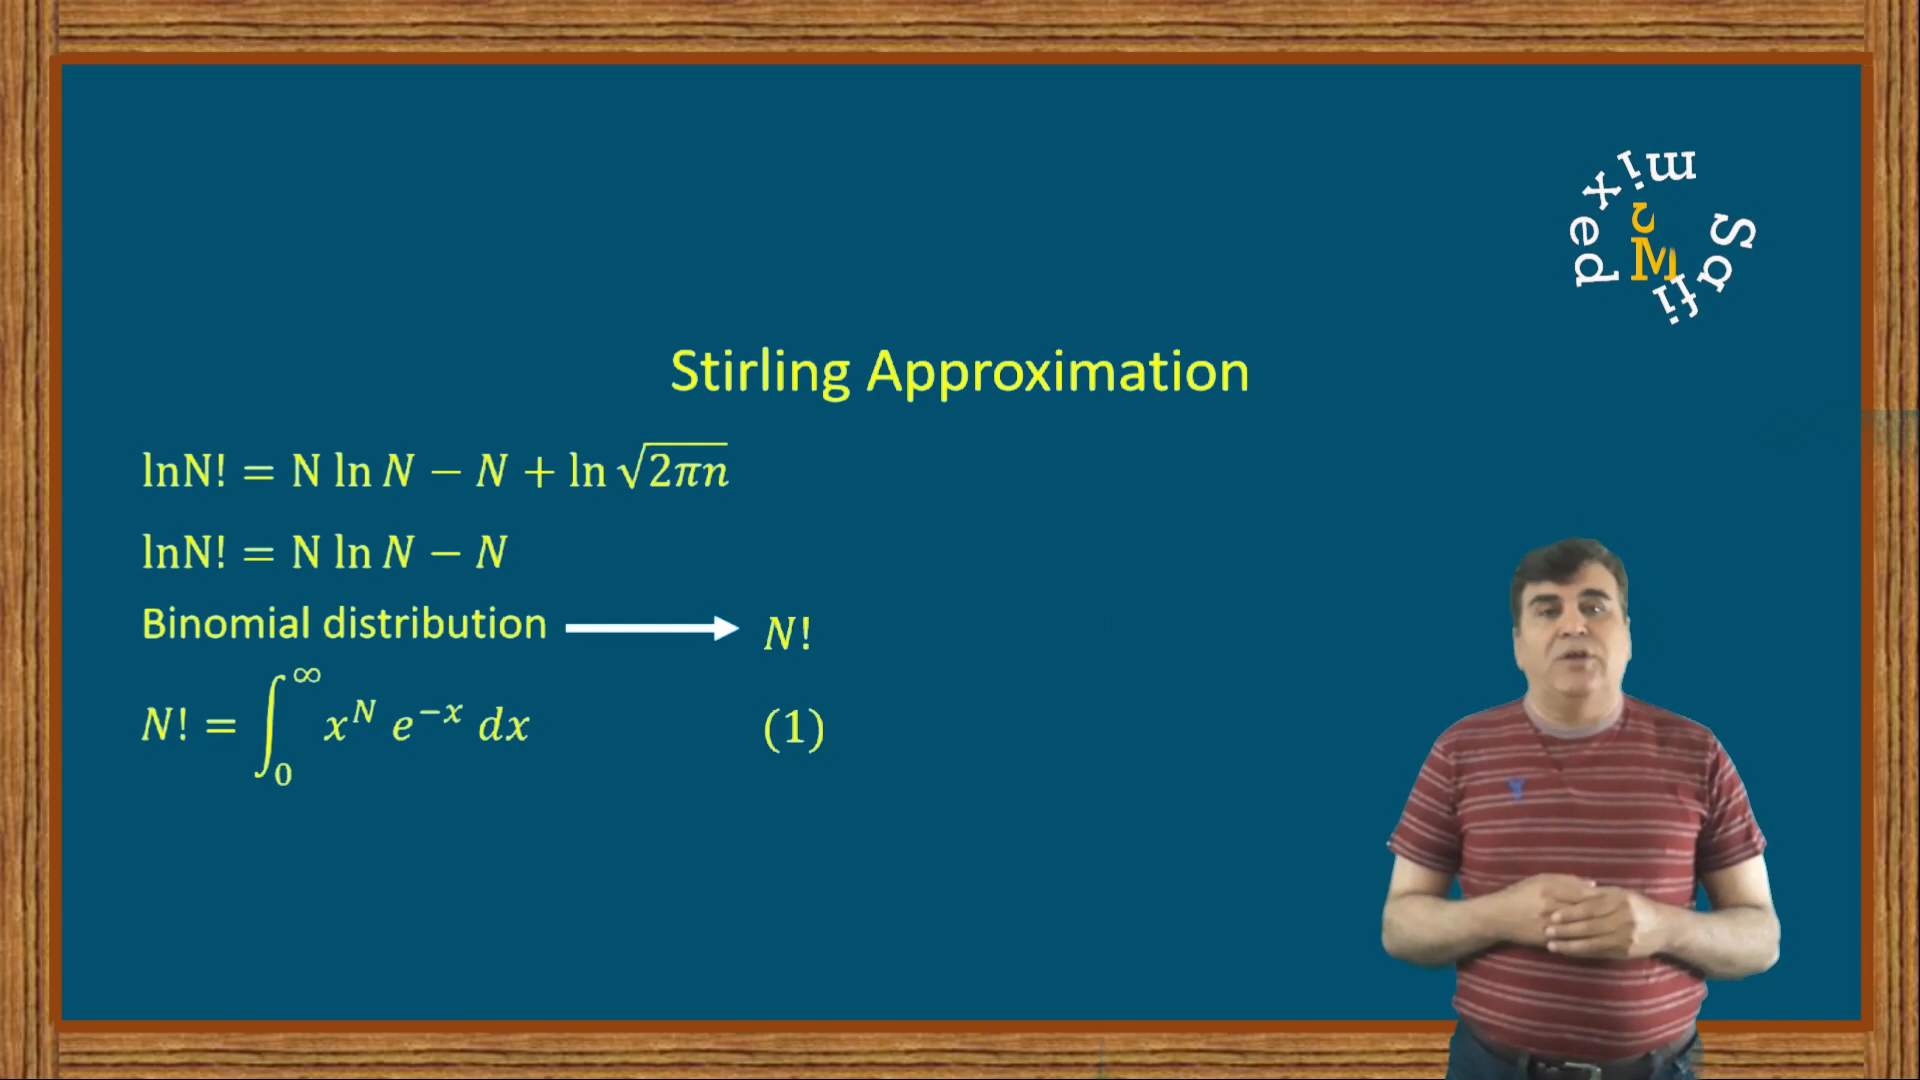 Safi mixed
M
Stirling Approximation
lnN! = N ln N − N + ln √(2πn)
lnN! = N ln N − N
Binomial distribution ⟶ N!
N! = ∫₀^∞ x^N e^−x dx (1)